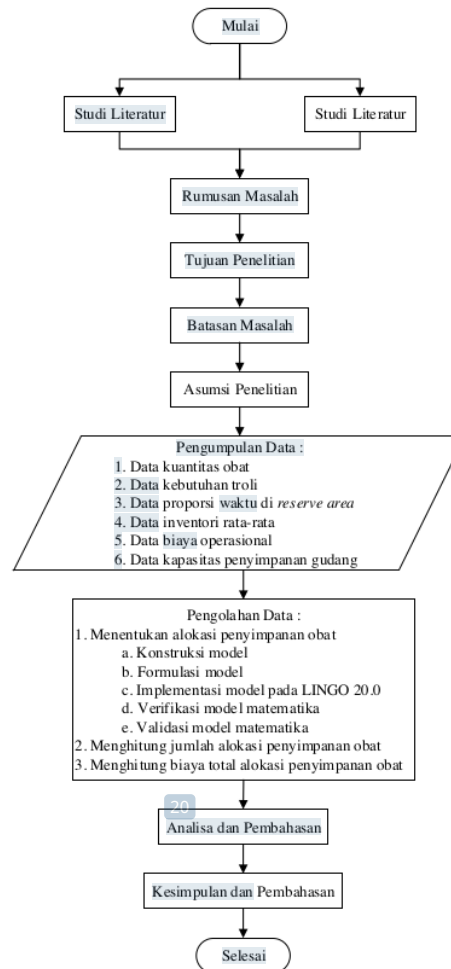 Mulai
Studi Literatur
Studi Literatur
Rumusan Masalah
Tujuan Penelitian
Batasan Masalah
Asumsi Penelitian
Pengumpulan Data :
1. Data kuantitas obat
2. Data kebutuhan troli
3. Data proporsi waktu di reserve area
4. Data inventori rata-rata
5. Data biaya operasional
6. Data kapasitas penyimpanan gudang
Pengolahan Data :
1. Menentukan alokasi penyimpanan obat
a. Konstruksi model
b. Formulasi model
c. Implementasi model pada LINGO 20.0
d. Verifikasi model matematika
e. Validasi model matematika
2. Menghitung jumlah alokasi penyimpanan obat
3. Menghitung biaya total alokasi penyimpanan obat
20
Analisa dan Pembahasan
Kesimpulan dan Pembahasan
Selesai